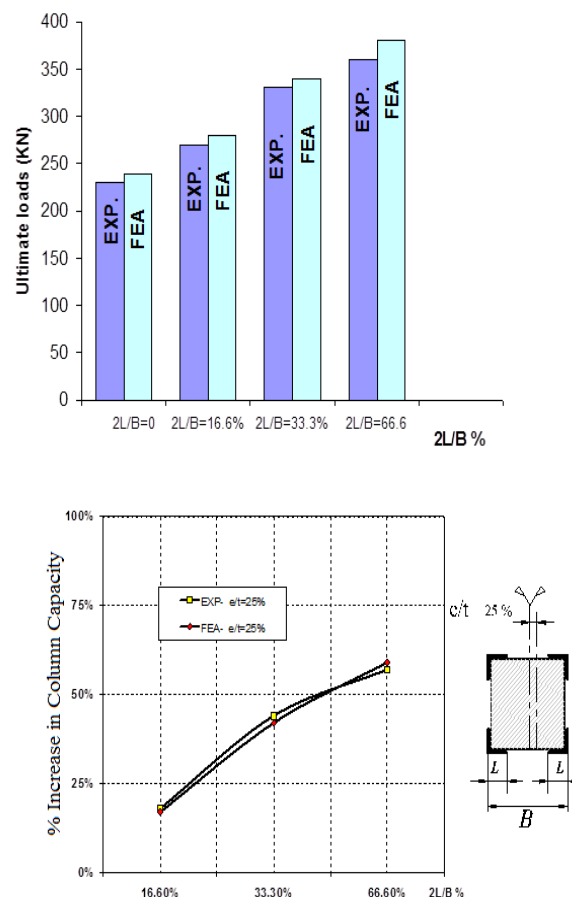 400
350
300
250
200
150
100
50
0
Ultimate loads (KN)
EXP.
FEA
EXP.
FEA
EXP.
FEA
EXP.
FEA
2L/B=0
2L/B=16.6%
2L/B=33.3%
2L/B=66.6
2L/B %
100%
75%
50%
25%
0%
% Increase in Column Capacity
EXP- e/t=25%
FEA- e/t=25%
16.60%
33.30%
66.60%
2L/B %
e/t 25 %
L
L
B